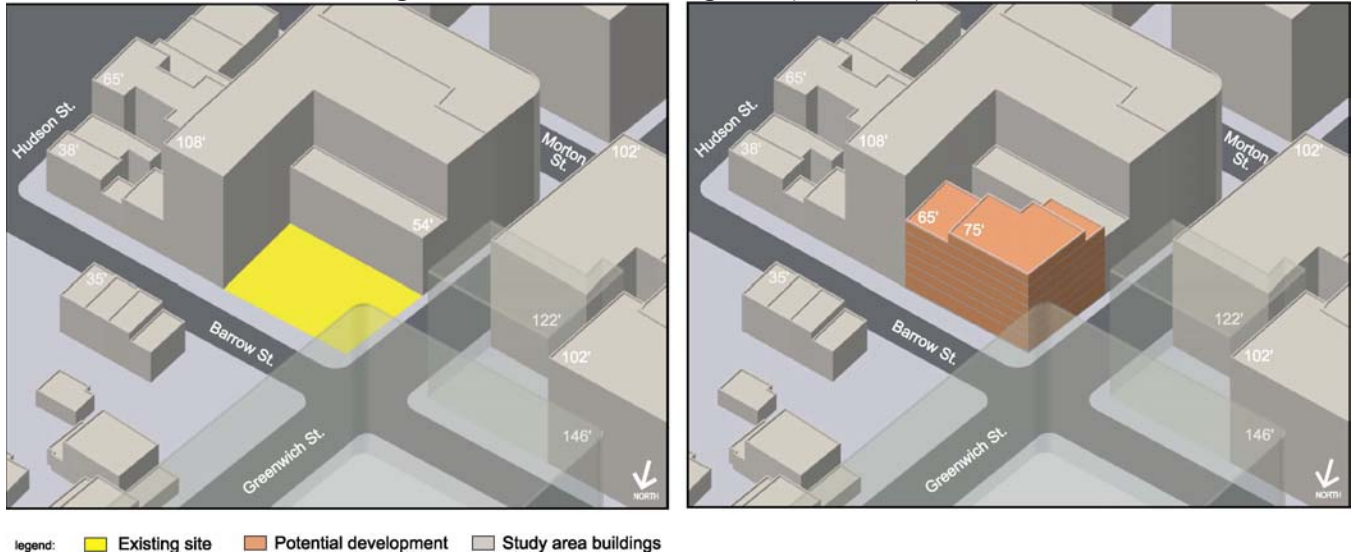 65'
Hudson St.
38'
108'
Morton
St.
102'
54'
35'
Barrow St.
122'
102'
146'
Greenwich St.
NORTH
65'
Hudson St.
38'
108'
Morton
St.
102'
65'
75'
35'
Barrow St.
122'
102'
146'
Greenwich St.
NORTH
legend: Existing site Potential development Study area buildings